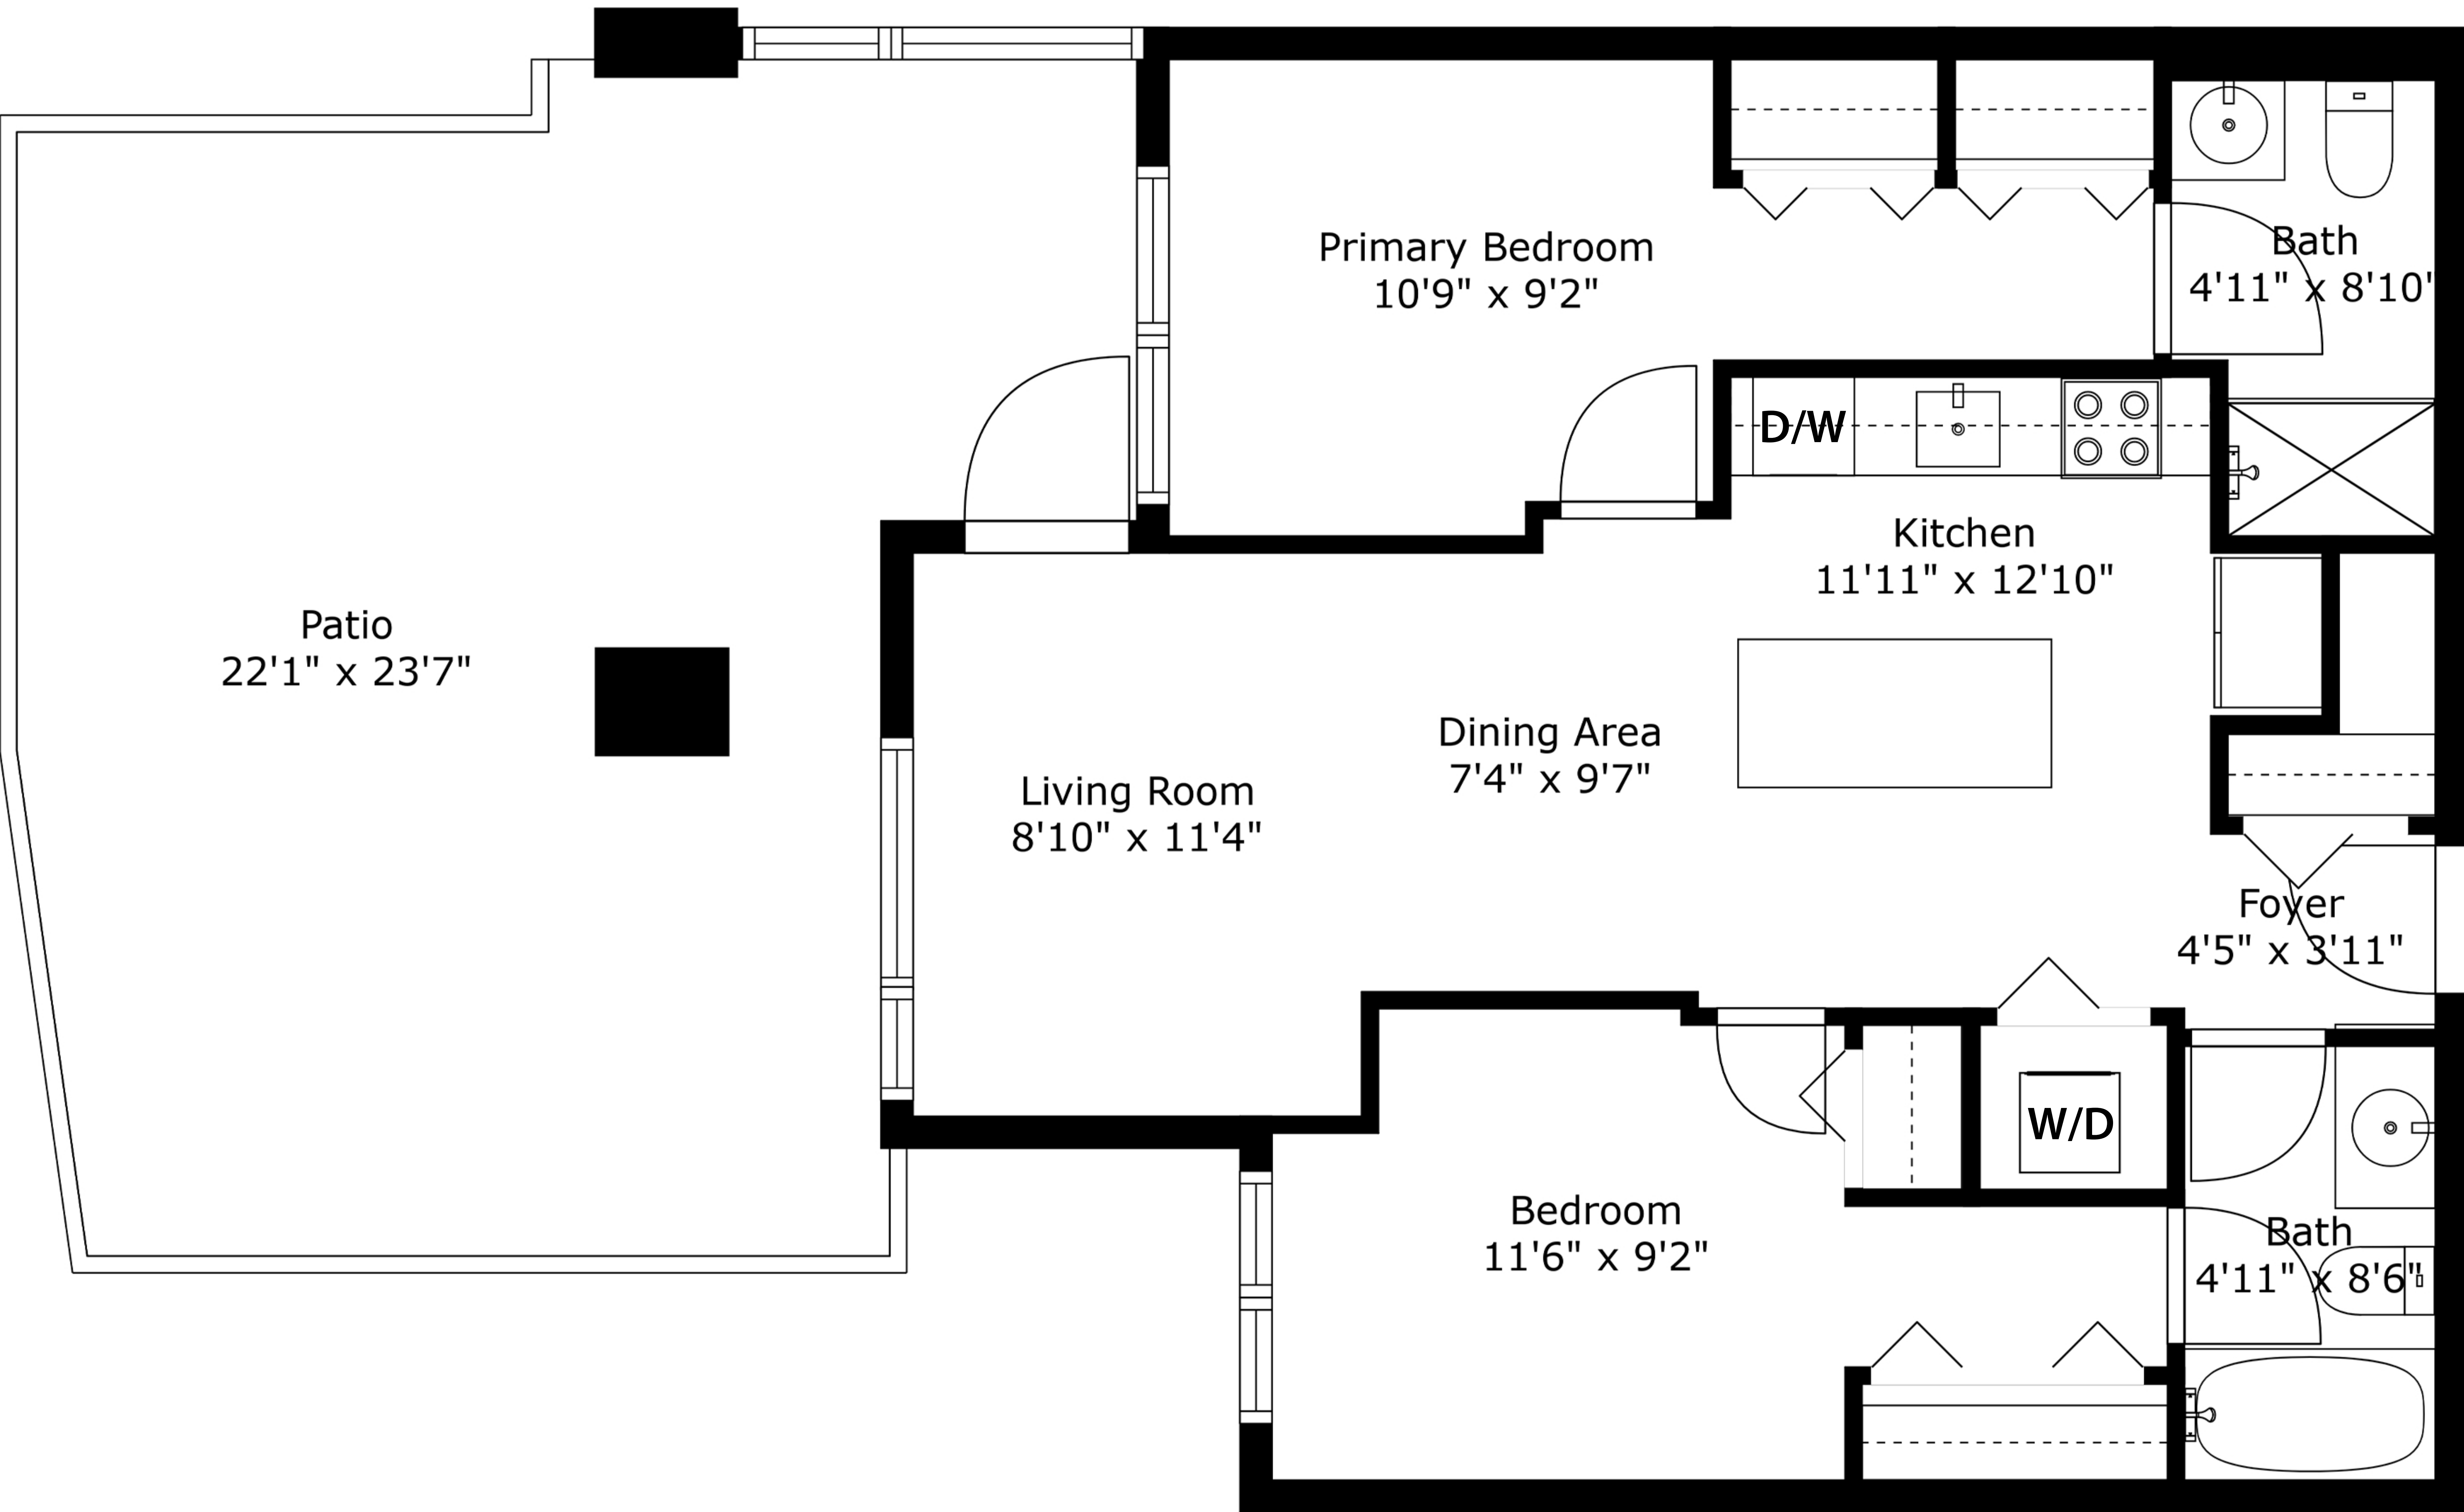 Primary Bedroom
10'9" x 9'2"
Bath
4'11" x 8'10'
D/W
Kitchen
11'11" x 12'10"
Patio
22'1" x 23'7"
Dining Area
7'4" x 9'7"
Living Room
8'10" x 11'4"
Foyer
4'5" x 3'11"
W/D
Bedroom
11'6" x 9'2"
Bath
4'11" x 8'6"